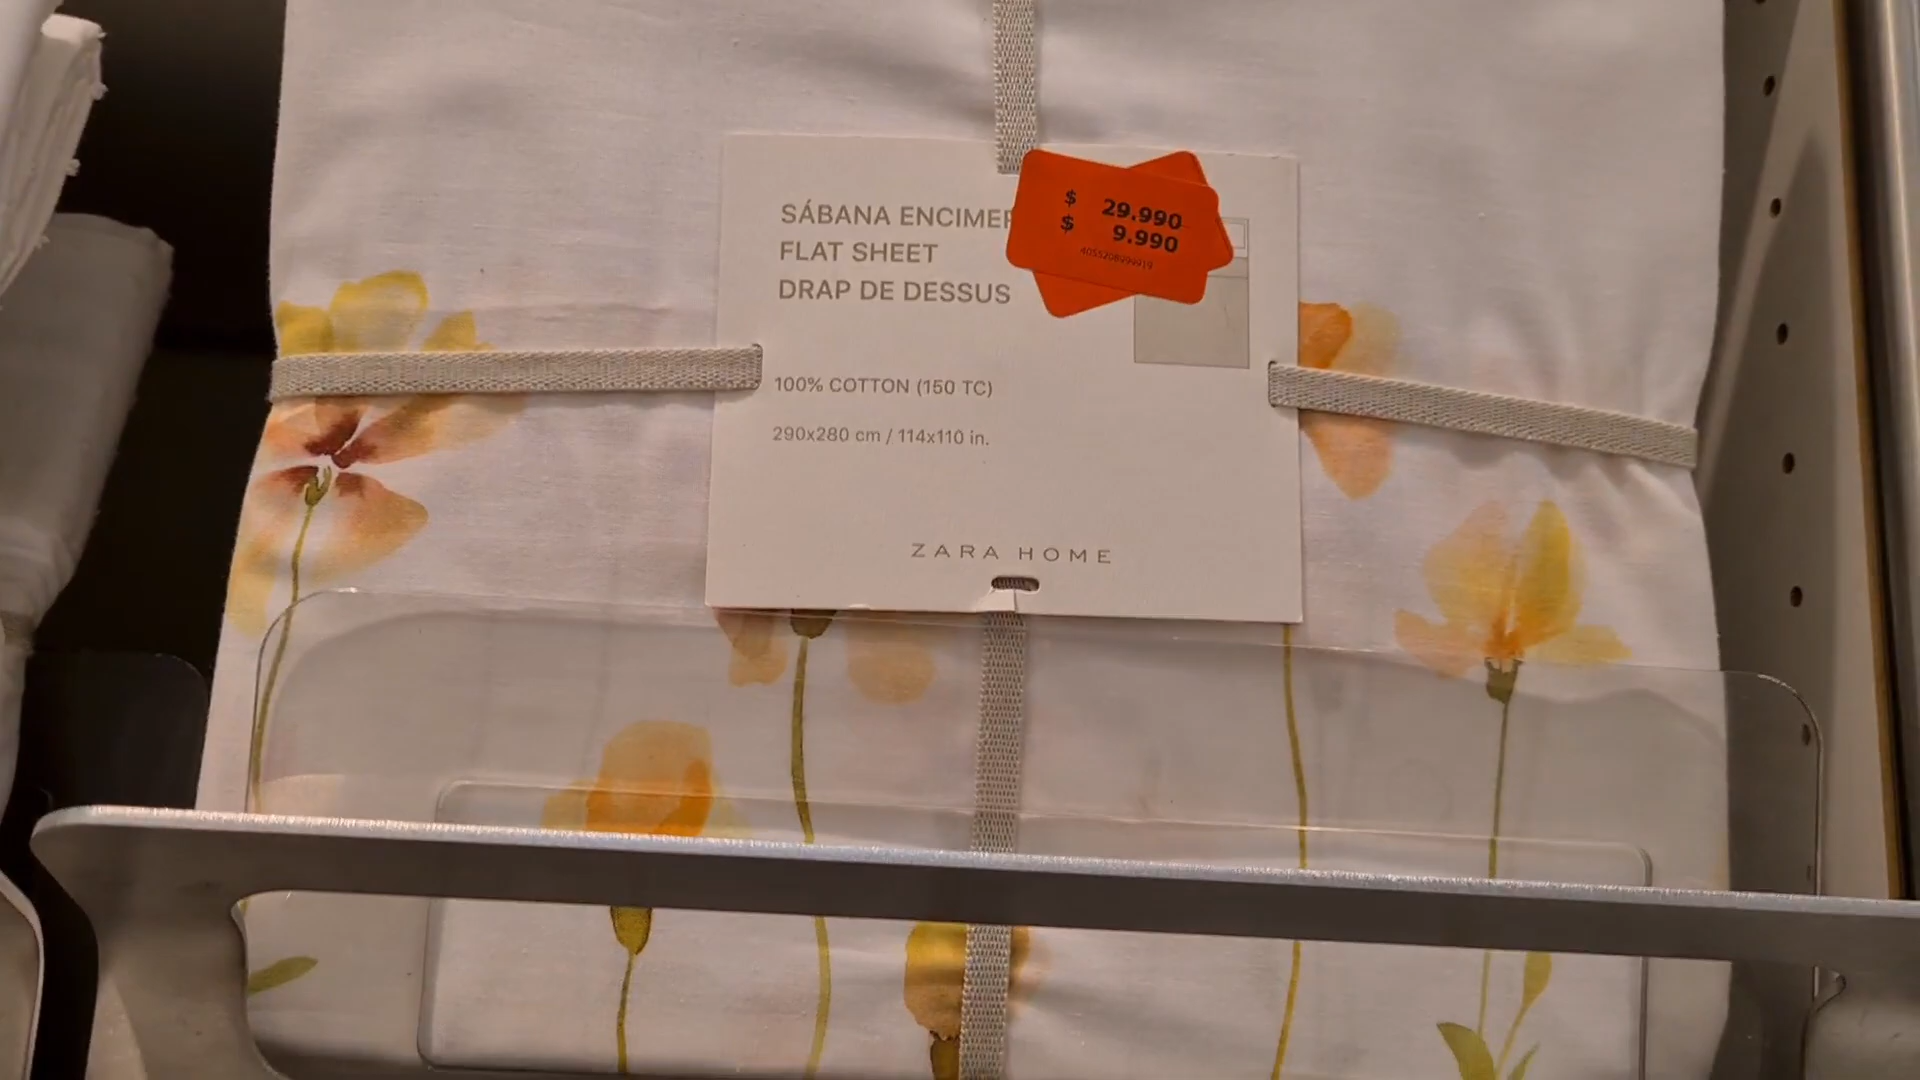 SÁBANA ENCIMER
FLAT SHEET
DRAP DE DESSUS
$ 29.990
$ 9.990
100% COTTON (150 TC)
290x280 cm / 114x110 in.
ZARA HOME